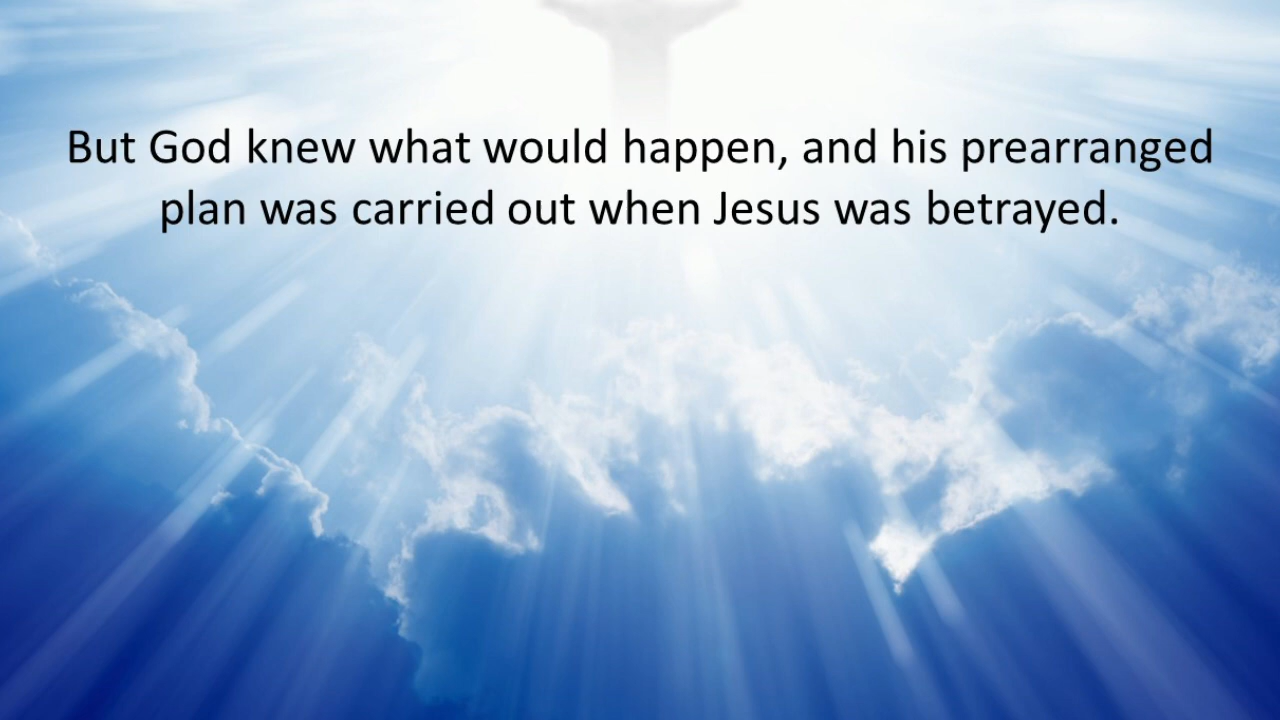 But God knew what would happen, and his prearranged
plan was carried out when Jesus was betrayed.